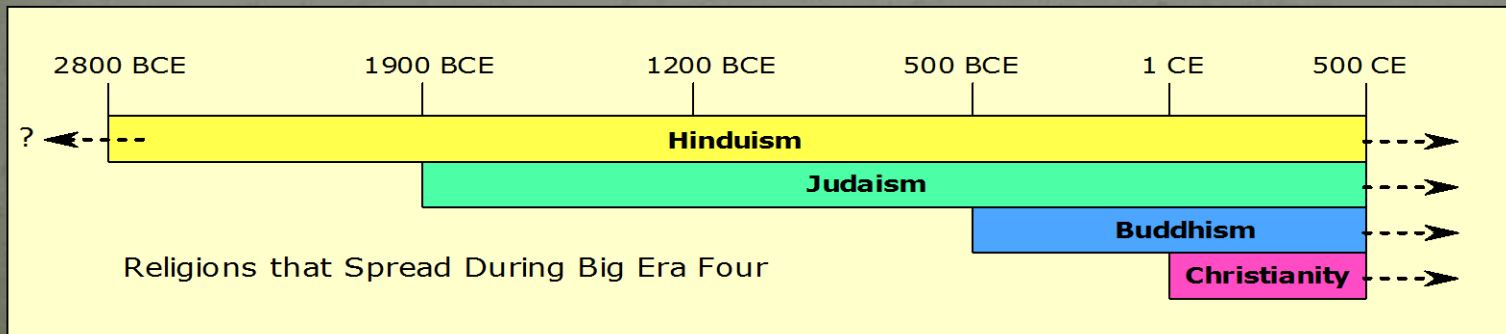 2800 BCE 1900 BCE 1200 BCE 500 BCE 1 CE 500 CE
? Hinduism
Judaism
Buddhism
Religions that Spread During Big Era Four
Christianity